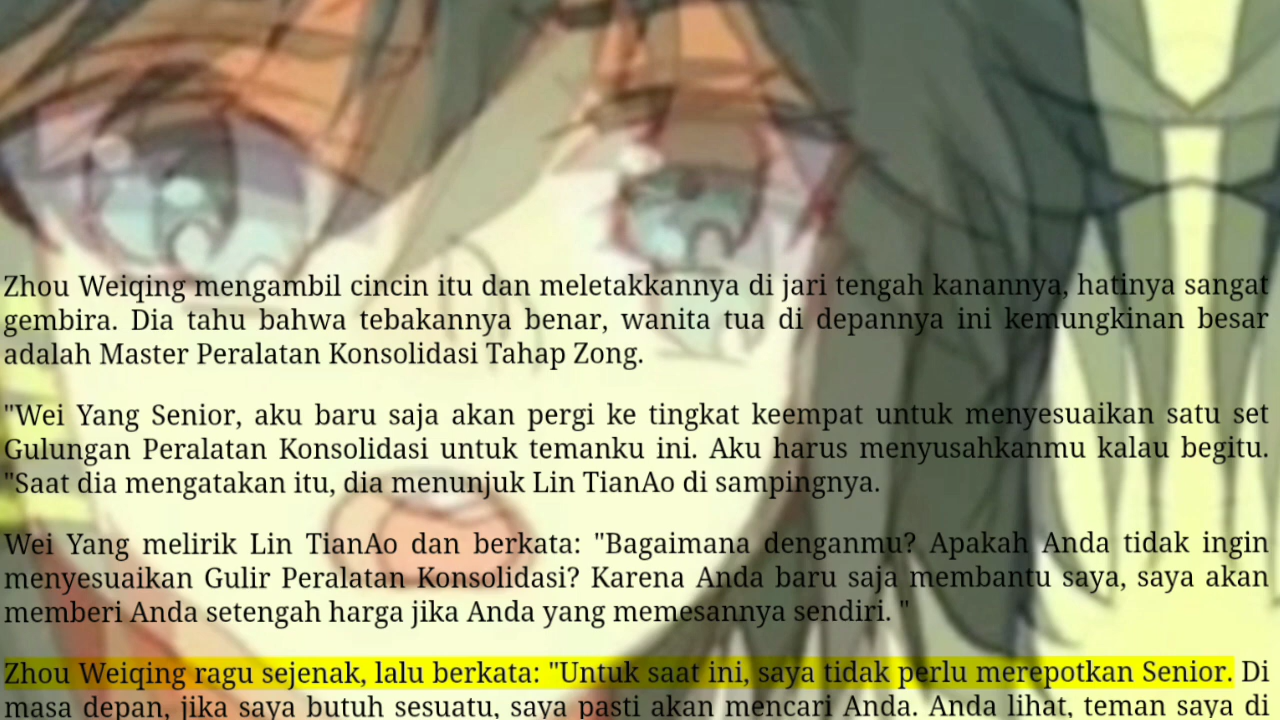 Zhou Weiqing mengambil cincin itu dan meletakkannya di jari tengah kanannya, hatinya sangat
gembira. Dia tahu bahwa tebakannya benar, wanita tua di depannya ini kemungkinan besar
adalah Master Peralatan Konsolidasi Tahap Zong.
"Wei Yang Senior, aku baru saja akan pergi ke tingkat keempat untuk menyesuaikan satu set
Gulungan Peralatan Konsolidasi untuk temanku ini. Aku harus menyusahkanmu kalau begitu.
"Saat dia mengatakan itu, dia menunjuk Lin TianAo di sampingnya.
Wei Yang melirik Lin TianAo dan berkata: "Bagaimana denganmu? Apakah Anda tidak ingin
menyesuaikan Gulir Peralatan Konsolidasi? Karena Anda baru saja membantu saya, saya akan
memberi Anda setengah harga jika Anda yang memesannya sendiri. "
Zhou Weiqing ragu sejenak, lalu berkata: "Untuk saat ini, saya tidak perlu merepotkan Senior. Di
masa depan, jika saya butuh sesuatu, saya pasti akan mencari Anda. Anda lihat, teman saya di